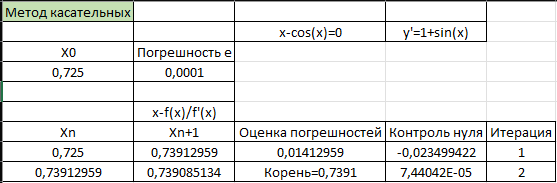 Метод касательных
x-cos(x)=0 y'=1+sin(x)
X0 Погрешность e
0,725 0,0001
x-f(x)/f'(x)
Xn Xn+1 Оценка погрешностей Контроль нуля Итерация
0,725 0,73912959 0,01412959 -0,023499422 1
0,73912959 0,739085134 Корень=0,7391 7,44042E-05 2